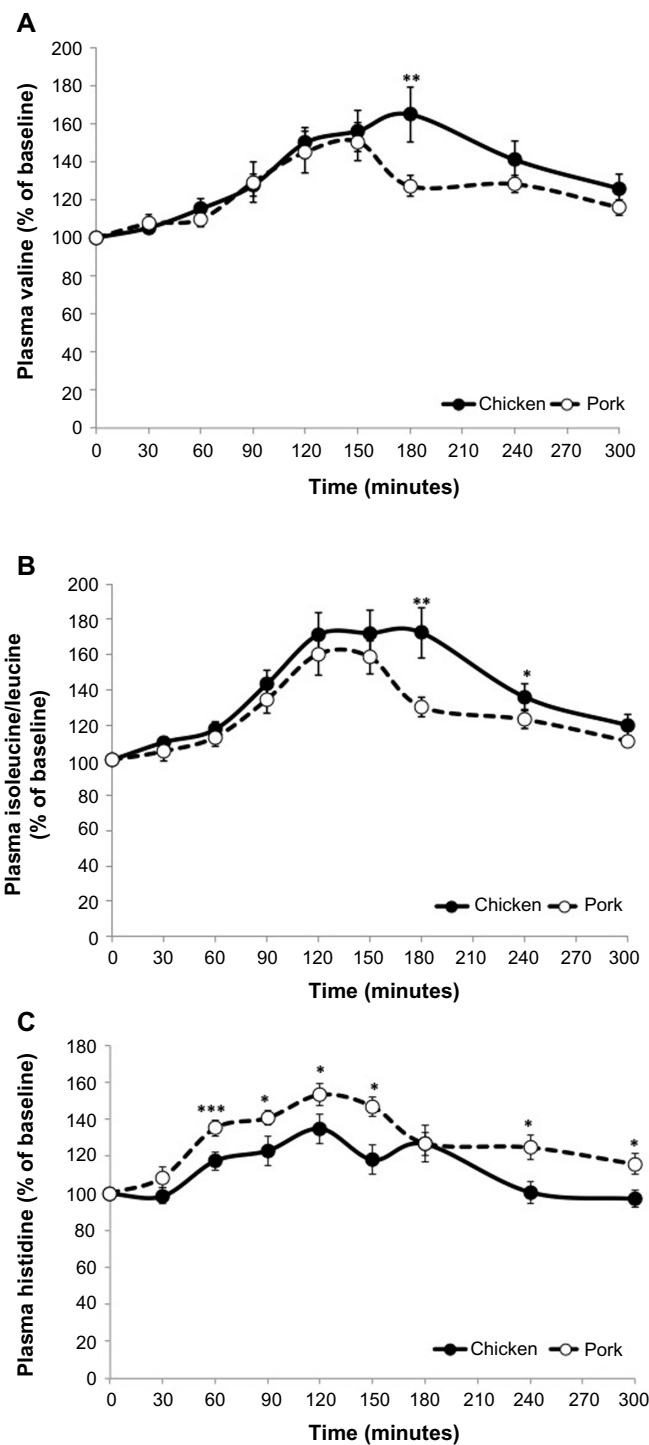 A
200
180
160
140
120
100
80
60
40
20
0
Plasma valine (% of baseline)
**
Chicken Pork
0 30 60 90 120 150 180 210 240 270 300
Time (minutes)
B
200
180
160
140
120
100
80
60
40
20
0
Plasma isoleucine/leucine
(% of baseline)
**
*
Chicken Pork
0 30 60 90 120 150 180 210 240 270 300
Time (minutes)
C
180
160
140
120
100
80
60
40
20
0
Plasma histidine (% of baseline)
*** * * * * *
Chicken Pork
0 30 60 90 120 150 180 210 240 270 300
Time (minutes)